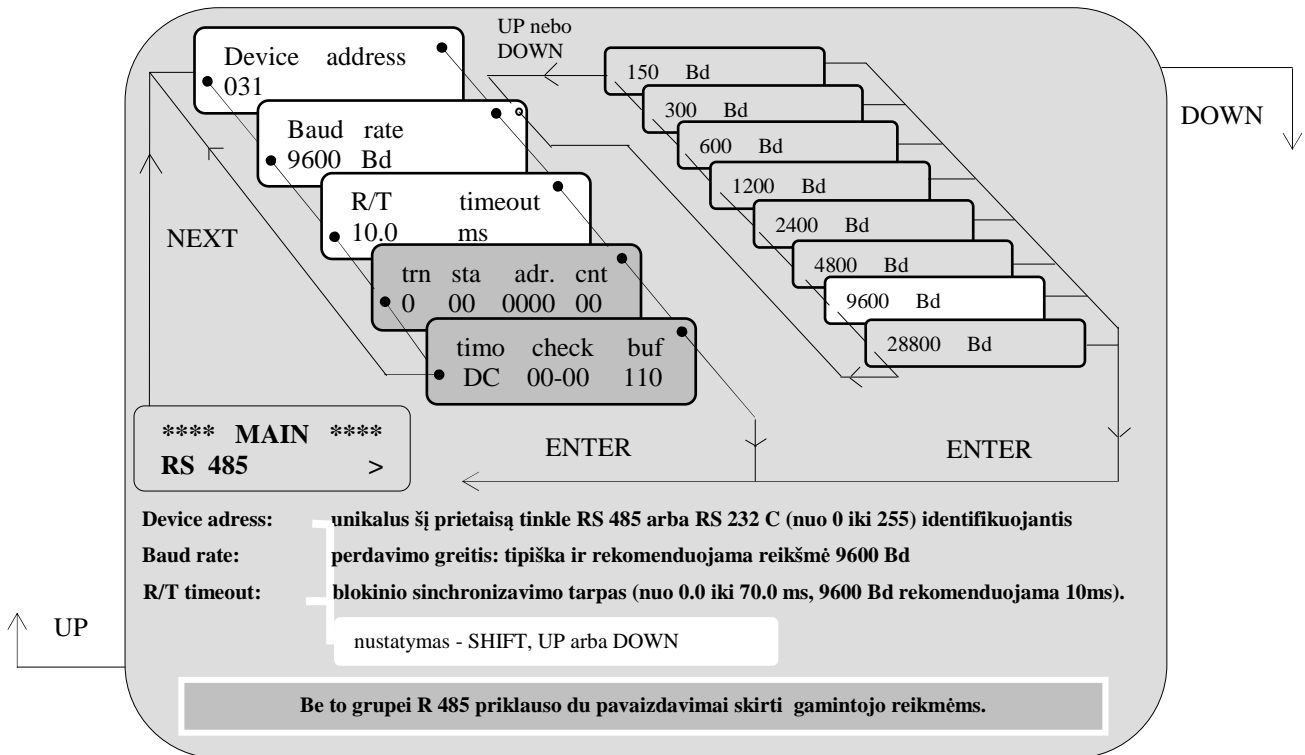 Device address
031
Baud rate
9600 Bd
R/T timeout
10.0 ms
trn sta adr. cnt
0 00 0000 00
timo check buf
DC 00-00 110
UP nebo
DOWN
150 Bd
300 Bd
600 Bd
1200 Bd
2400 Bd
4800 Bd
9600 Bd
28800 Bd
DOWN
NEXT
**** MAIN ****
RS 485 >
ENTER
ENTER
Device adress: unikalus šį prietaisą tinkle RS 485 arba RS 232 C (nuo 0 iki 255) identifikuojantis
Baud rate: perdavimo greitis: tipiška ir rekomenduojama reikšmė 9600 Bd
R/T timeout: blokinio sinchronizavimo tarpas (nuo 0.0 iki 70.0 ms, 9600 Bd rekomenduojama 10ms).
UP
nustatymas - SHIFT, UP arba DOWN
Be to grupei R 485 priklauso du pavaizdavimai skirti gamintojo reikmėms.